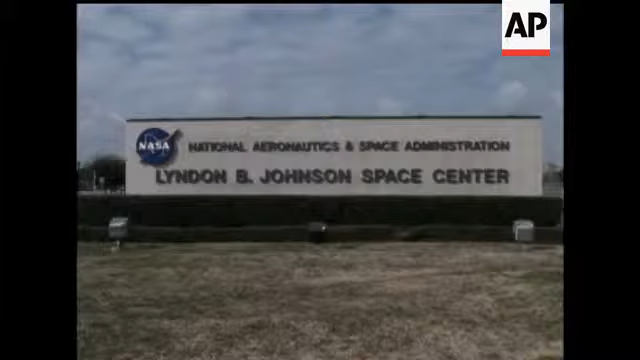 AP
NASA
NATIONAL AERONAUTICS & SPACE ADMINISTRATION
LYNDON B. JOHNSON SPACE CENTER